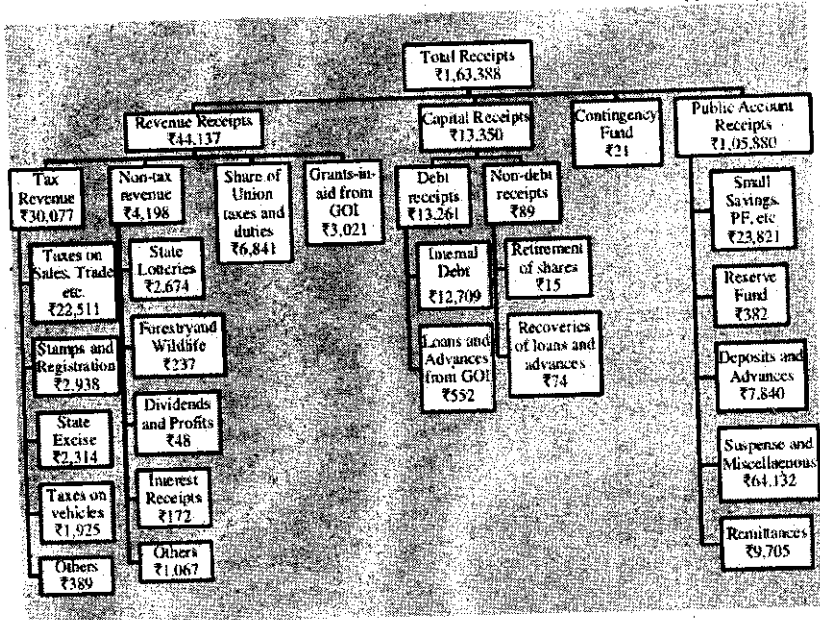 Total Receipts
₹1,63,388
Revenue Receipts
₹44,137
Capital Receipts
₹13,350
Contingency
Fund
₹21
Public Account
Receipts
₹1,05,880
Tax
Revenue
₹30,077
Non-tax
revenue
₹4,198
Share of
Union
taxes and
duties
₹6,841
Grants-in-
aid from
GOI
₹3,021
Debt
receipts
₹13,261
Non-debt
receipts
₹89
Taxes on
Sales, Trade
etc.
₹22,511
Stamps and
Registration
₹2,938
State
Excise
₹2,314
Taxes on
vehicles
₹1,925
Others
₹389
State
Lotteries
₹2,674
Forestryand
Wildlife
₹237
Dividends
and Profits
₹48
Interest
Receipts
₹172
Others
₹1,067
Internal
Debt
₹12,709
Loans and
Advances
from GOI
₹552
Retirement
of shares
₹15
Recoveries
of loans and
advances
₹74
Small
Savings,
PF, etc
₹23,821
Reserve
Fund
₹382
Deposits and
Advances
₹7,840
Suspense and
Miscellaenous
₹64,132
Remittances
₹9,705